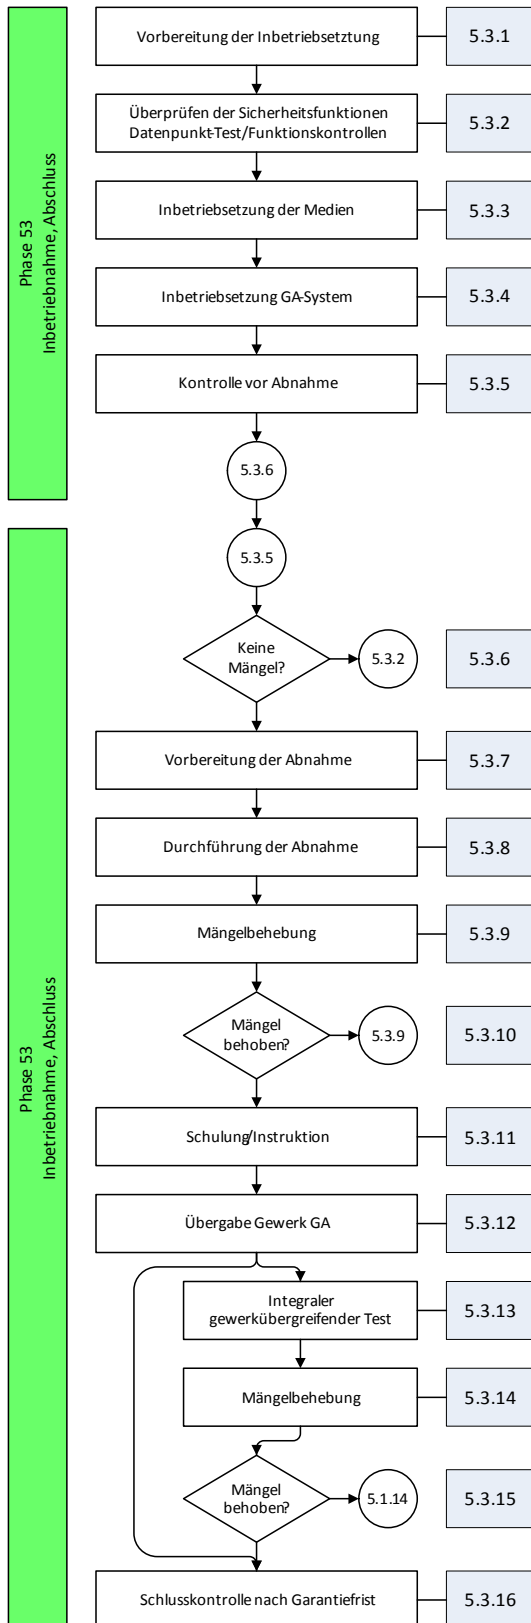 Phase 53
Inbetriebnahme, Abschluss
Vorbereitung der Inbetriebsetztung
5.3.1
Überprüfen der Sicherheitsfunktionen
Datenpunkt-Test/Funktionskontrollen
5.3.2
Inbetriebsetzung der Medien
5.3.3
Inbetriebsetzung GA-System
5.3.4
Kontrolle vor Abnahme
5.3.5
5.3.6
Phase 53
Inbetriebnahme, Abschluss
5.3.5
Keine
Mängel?
5.3.2
5.3.6
Vorbereitung der Abnahme
5.3.7
Durchführung der Abnahme
5.3.8
Mängelbehebung
5.3.9
Mängel
behoben?
5.3.9
5.3.10
Schulung/Instruktion
5.3.11
Übergabe Gewerk GA
5.3.12
Integraler
gewerkübergreifender Test
5.3.13
Mängelbehebung
5.3.14
Mängel
behoben?
5.1.14
5.3.15
Schlusskontrolle nach Garantiefrist
5.3.16